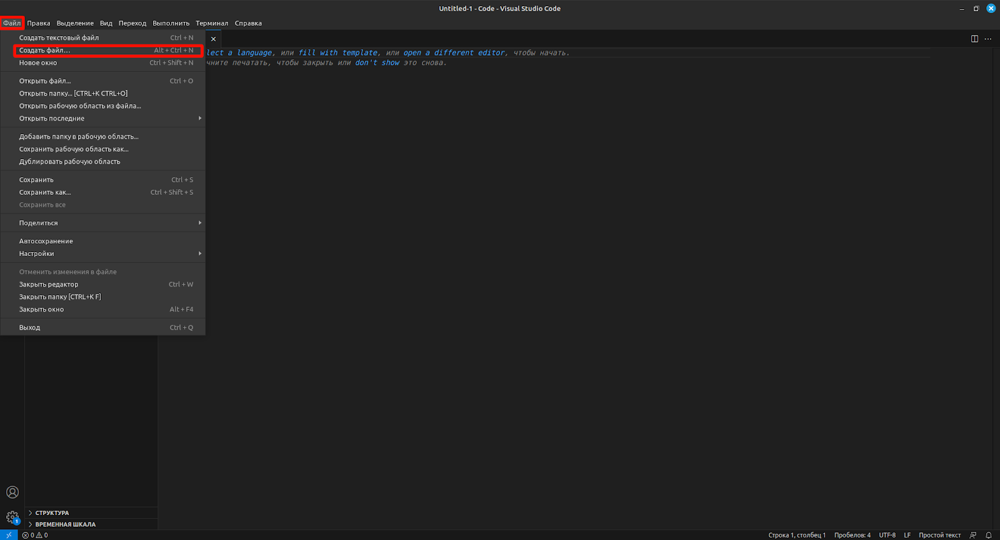 Untitled-1 - Code - Visual Studio Code
Файл Правка Выделение Вид Переход Выполнить Терминал Справка
Создать текстовый файл Ctrl + N
Создать файл... Alt + Ctrl + N
Новое окно Ctrl + Shift + N
Открыть файл... Ctrl + O
Открыть папку... [CTRL+K CTRL+O]
Открыть рабочую область из файла...
Открыть последние
Добавить папку в рабочую область...
Сохранить рабочую область как...
Дублировать рабочую область
Сохранить Ctrl + S
Сохранить как... Ctrl + Shift + S
Сохранить все
Поделиться
Автосохранение
Настройки
Отменить изменения в файле
Закрыть редактор Ctrl + W
Закрыть папку [CTRL+K F]
Закрыть окно Alt + F4
Выход Ctrl + Q
lect a language, или fill with template, или open a different editor, чтобы начать.
чните печатать, чтобы закрыть или don't show это снова.
СТРУКТУРА
ВРЕМЕННАЯ ШКАЛА
1
0 0
Строка 1, столбец 1 Пробелов: 4 UTF-8 LF Простой текст